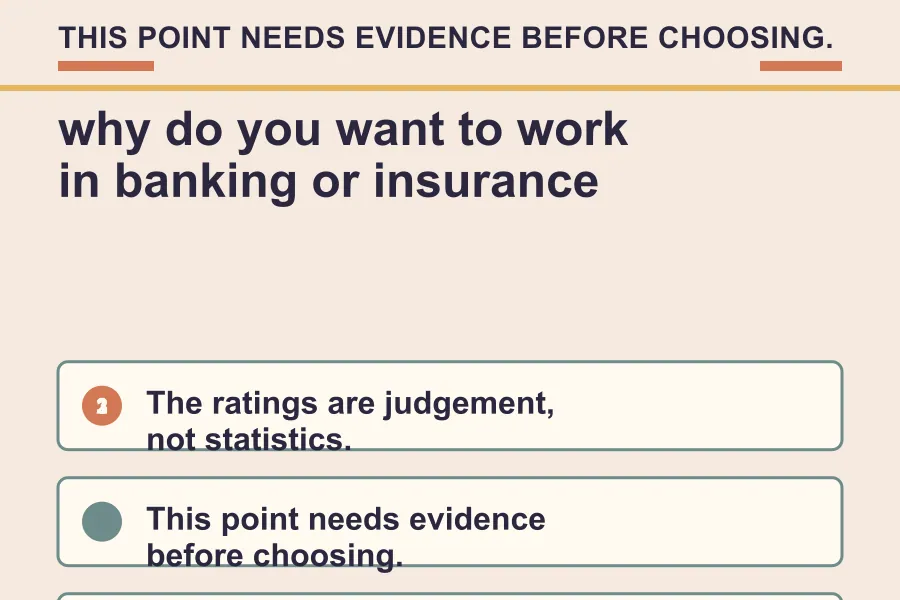 THIS POINT NEEDS EVIDENCE BEFORE CHOOSING.
why do you want to work
in banking or insurance
The ratings are judgement,
not statistics.
This point needs evidence
before choosing.